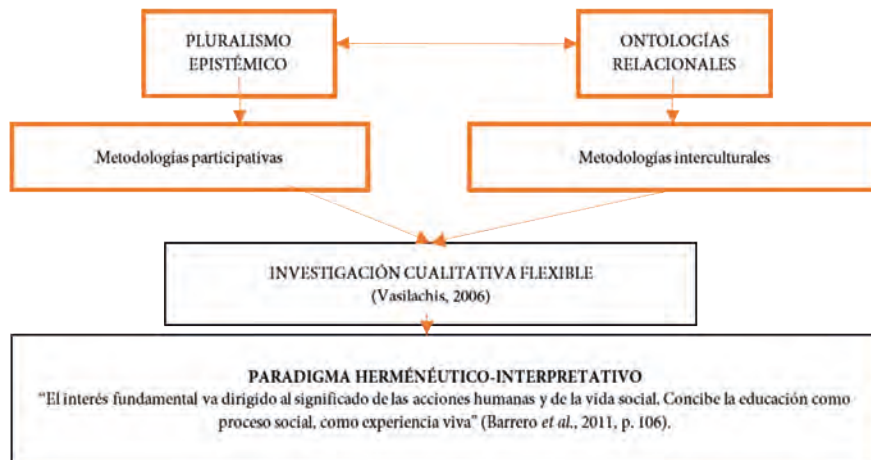 PLURALISMO
EPISTÉMICO
ONTOLOGÍAS
RELACIONALES
Metodologías participativas
Metodologías interculturales
INVESTIGACIÓN CUALITATIVA FLEXIBLE
(Vasilachis, 2006)
PARADIGMA HERMÉNÉUTICO-INTERPRETATIVO
“El interés fundamental va dirigido al significado de las acciones humanas y de la vida social. Concibe la educación como
proceso social, como experiencia viva” (Barrero et al., 2011, p. 106).